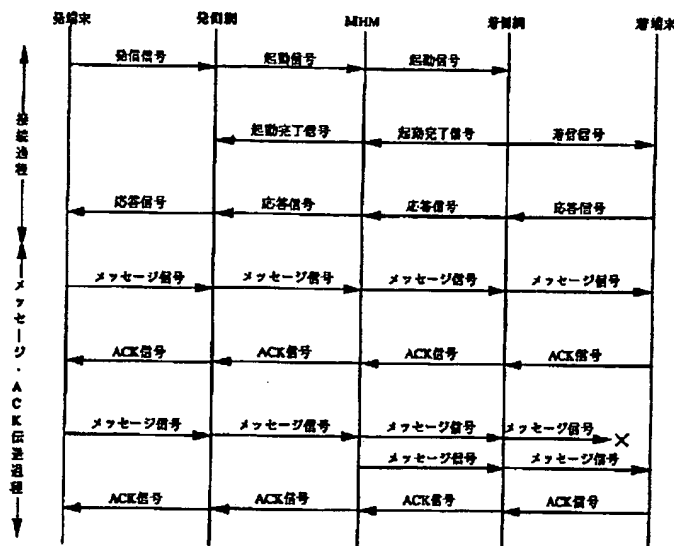 発端末 発側網 MHM 着側網 着端末
発信信号 起動信号 起動信号
起動完了信号 起動完了信号 着信信号
接続過程
応答信号 応答信号 応答信号 応答信号
メッセージ信号 メッセージ信号 メッセージ信号 メッセージ信号
ACK信号 ACK信号 ACK信号 ACK信号
メッセージ・ACK伝送過程
メッセージ信号 メッセージ信号 メッセージ信号 メッセージ信号 ×
メッセージ信号 メッセージ信号
ACK信号 ACK信号 ACK信号 ACK信号